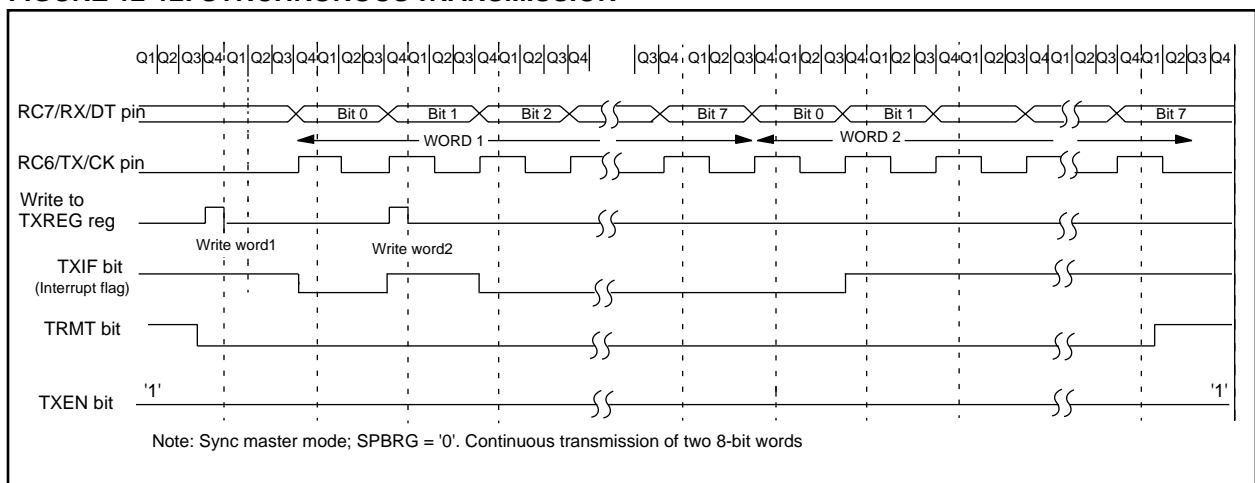 Q1 Q2 Q3 Q4 Q1 Q2 Q3 Q4 Q1 Q2 Q3 Q4 Q1 Q2 Q3 Q4 Q1 Q2 Q3 Q4 Q3 Q4 Q1 Q2 Q3 Q4 Q1 Q2 Q3 Q4 Q1 Q2 Q3 Q4 Q1 Q2 Q3 Q4 Q1 Q2 Q3 Q4 Q1 Q2 Q3 Q4
RC7/RX/DT pin Bit 0 Bit 1 Bit 2 Bit 7 Bit 0 Bit 1 Bit 7
WORD 1 WORD 2
RC6/TX/CK pin
Write to
TXREG reg
Write word1 Write word2
TXIF bit
(Interrupt flag)
TRMT bit
'1' '1'
TXEN bit
Note: Sync master mode; SPBRG = '0'. Continuous transmission of two 8-bit words